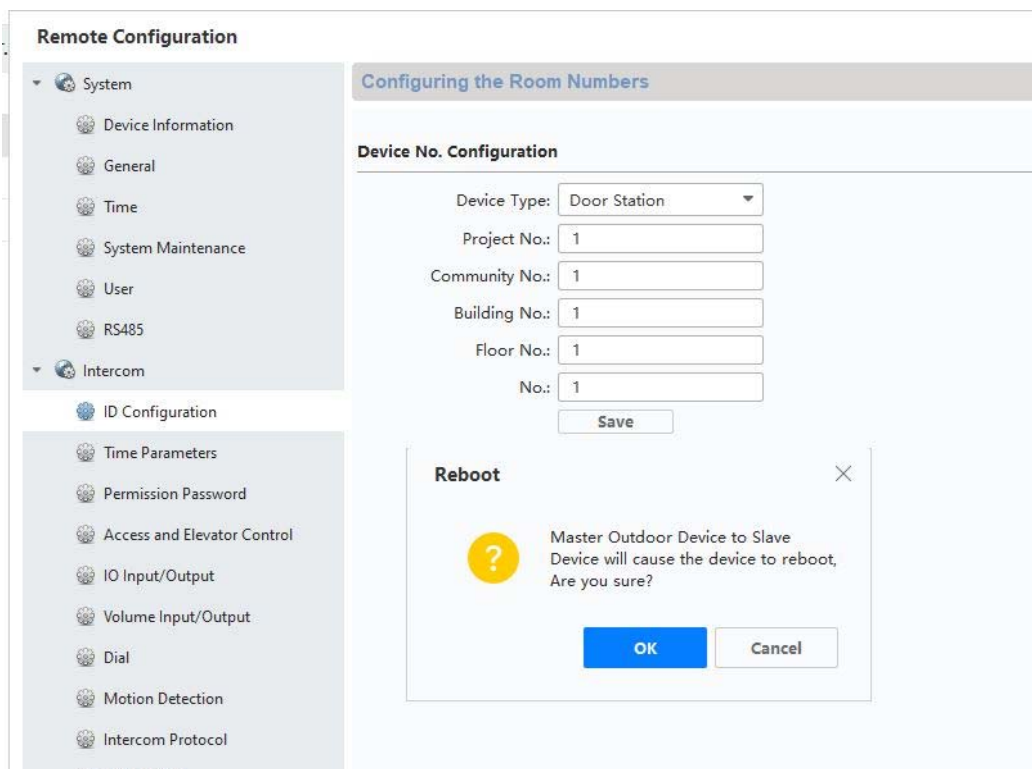 Remote Configuration
System
Device Information
General
Time
System Maintenance
User
RS485
Intercom
ID Configuration
Time Parameters
Permission Password
Access and Elevator Control
IO Input/Output
Volume Input/Output
Dial
Motion Detection
Intercom Protocol
Configuring the Room Numbers
Device No. Configuration
Device Type: Door Station
Project No.: 1
Community No.: 1
Building No.: 1
Floor No.: 1
No.: 1
Save
Reboot
Master Outdoor Device to Slave
Device will cause the device to reboot,
Are you sure?
OK Cancel